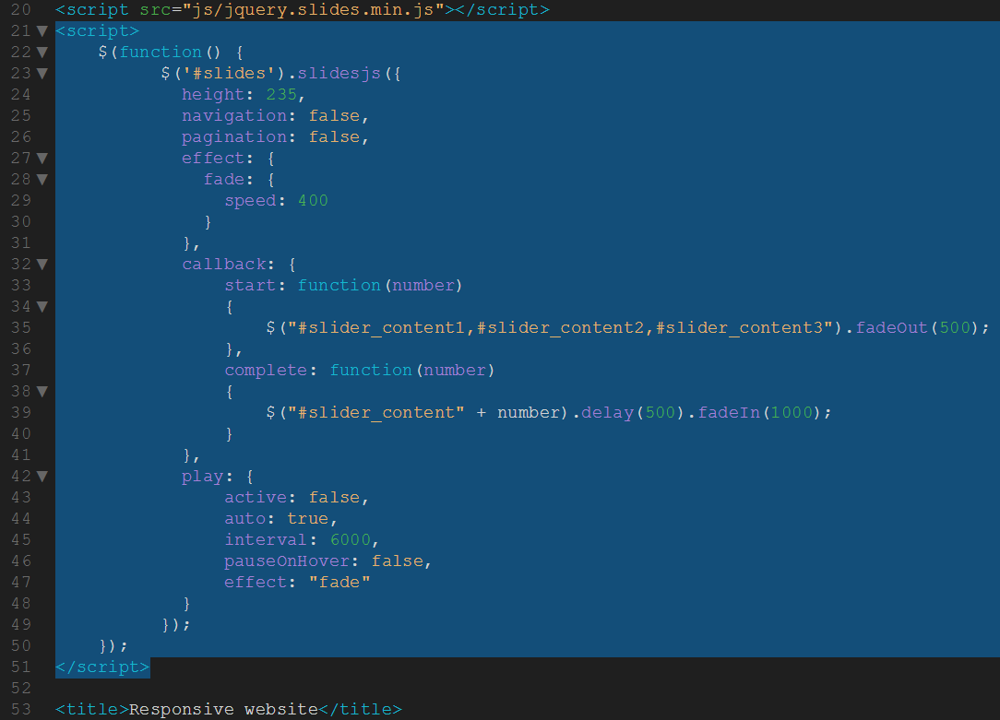 20 <script src="js/jquery.slides.min.js"></script>
21 <script>
22     $(function() {
23           $('#slides').slidesjs({
24             height: 235,
25             navigation: false,
26             pagination: false,
27             effect: {
28               fade: {
29                 speed: 400
30               }
31             },
32             callback: {
33                 start: function(number)
34                 {
35                     $("#slider_content1,#slider_content2,#slider_content3").fadeOut(500);
36                 },
37                 complete: function(number)
38                 {
39                     $("#slider_content" + number).delay(500).fadeIn(1000);
40                 }
41             },
42             play: {
43                 active: false,
44                 auto: true,
45                 interval: 6000,
46                 pauseOnHover: false,
47                 effect: "fade"
48             }
49           });
50     });
51 </script>
52
53 <title>Responsive website</title>